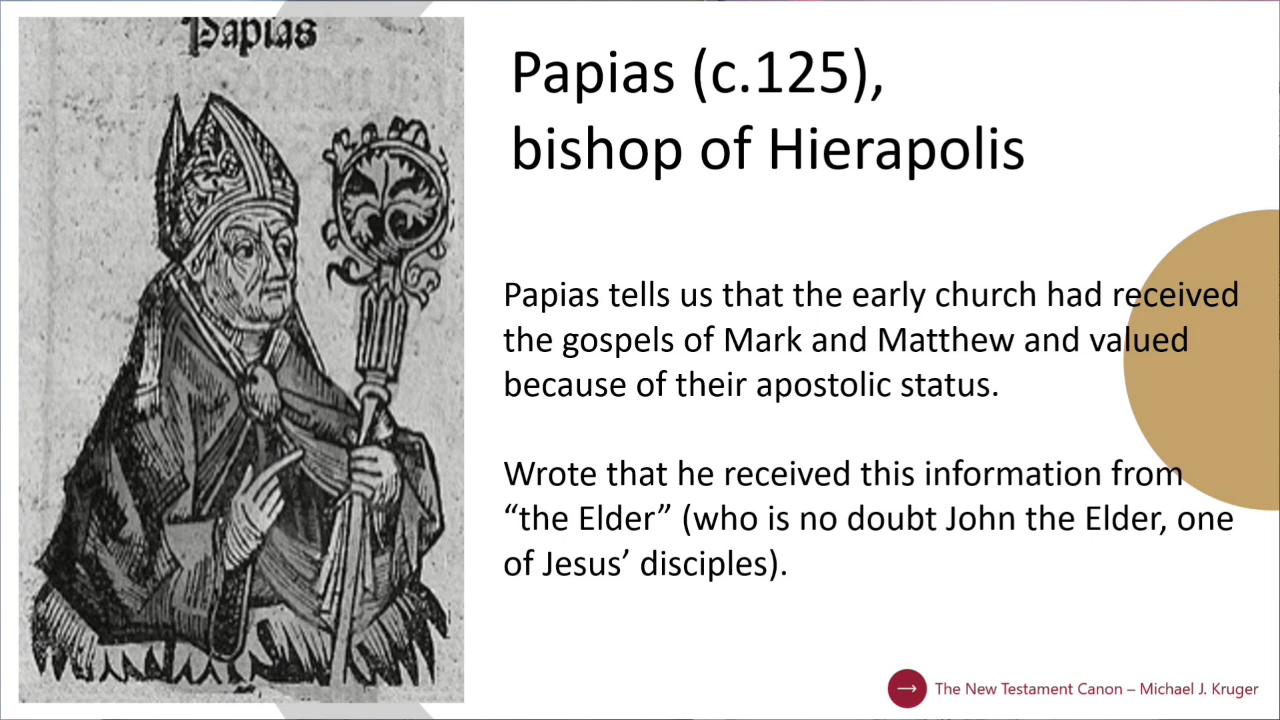 Papias
Papias (c.125),
bishop of Hierapolis
Papias tells us that the early church had received
the gospels of Mark and Matthew and valued
because of their apostolic status.
Wrote that he received this information from
“the Elder” (who is no doubt John the Elder, one
of Jesus’ disciples).
The New Testament Canon – Michael J. Kruger